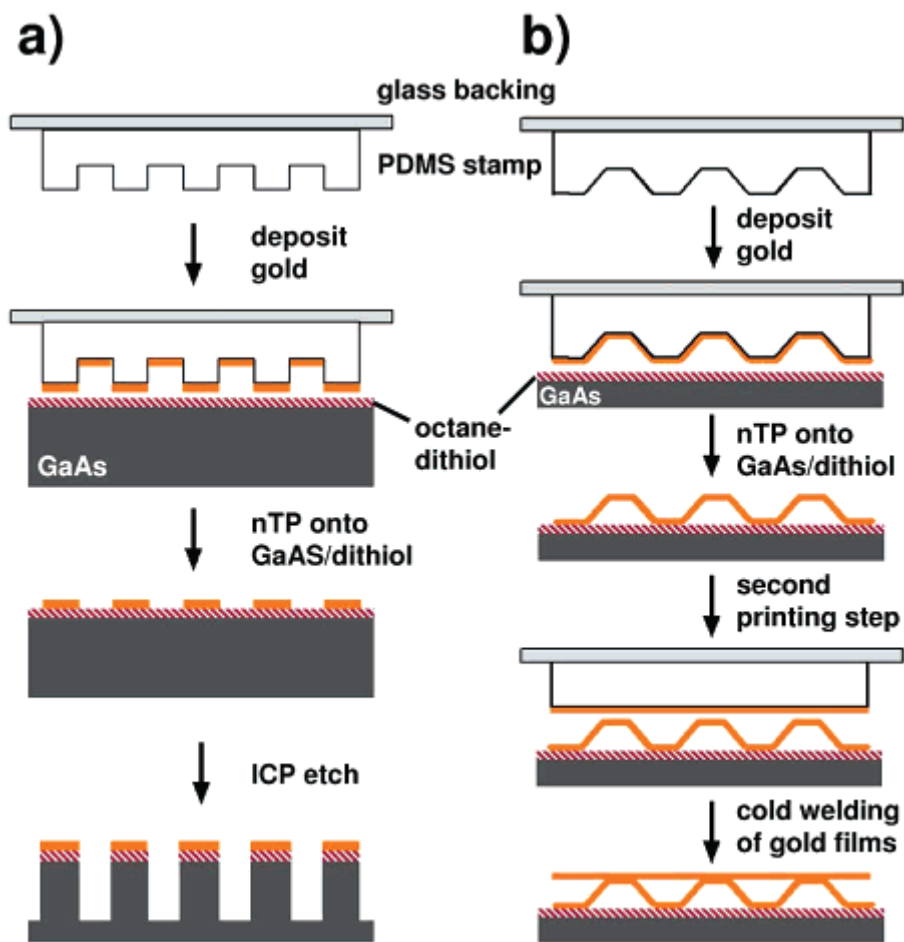 a)
b)
glass backing
PDMS stamp
deposit
gold
deposit
gold
GaAs
octane-
dithiol
GaAs
nTP onto
GaAS/dithiol
nTP onto
GaAs/dithiol
second
printing step
ICP etch
cold welding
of gold films